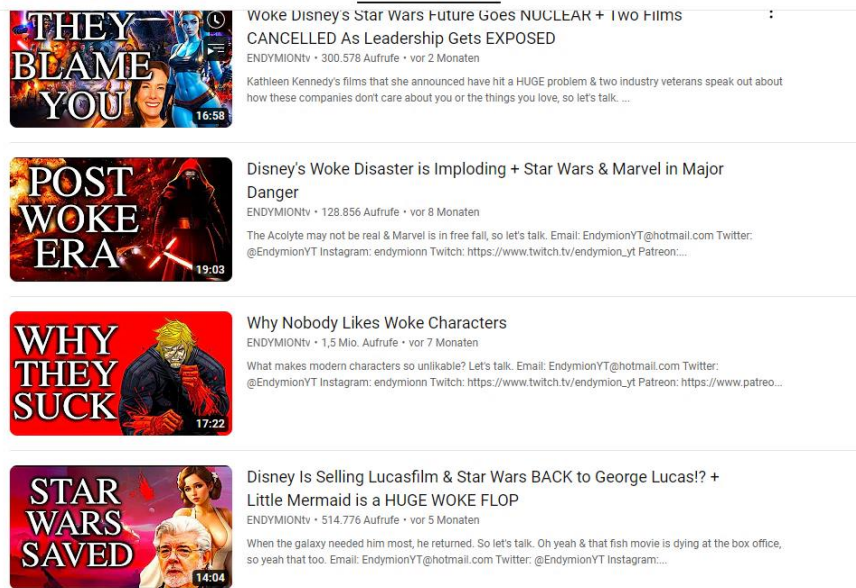 THEY
BLAME
YOU
16:58
Woke Disney's Star Wars Future Goes NUCLEAR + Two Films
CANCELLED As Leadership Gets EXPOSED
ENDYMIONtv • 300.578 Aufrufe • vor 2 Monaten
Kathleen Kennedy's films that she announced have hit a HUGE problem & two industry veterans speak out about
how these companies don't care about you or the things you love, so let's talk. ...
POST
WOKE
ERA
19:03
Disney's Woke Disaster is Imploding + Star Wars & Marvel in Major
Danger
ENDYMIONtv • 128.856 Aufrufe • vor 8 Monaten
The Acolyte may not be real & Marvel is in free fall, so let's talk. Email: EndymionYT@hotmail.com Twitter:
@EndymionYT Instagram: endymionn Twitch: https://www.twitch.tv/endymion_yt Patreon:...
WHY
THEY
SUCK
17:22
Why Nobody Likes Woke Characters
ENDYMIONtv • 1,5 Mio. Aufrufe • vor 7 Monaten
What makes modern characters so unlikable? Let's talk. Email: EndymionYT@hotmail.com Twitter:
@EndymionYT Instagram: endymionn Twitch: https://www.twitch.tv/endymion_yt Patreon: https://www.patreo...
STAR
WARS
SAVED
14:04
Disney Is Selling Lucasfilm & Star Wars BACK to George Lucas!? +
Little Mermaid is a HUGE WOKE FLOP
ENDYMIONtv • 514.776 Aufrufe • vor 5 Monaten
When the galaxy needed him most, he returned. So let's talk. Oh yeah & that fish movie is dying at the box office,
so yeah that too. Email: EndymionYT@hotmail.com Twitter: @EndymionYT Instagram:...